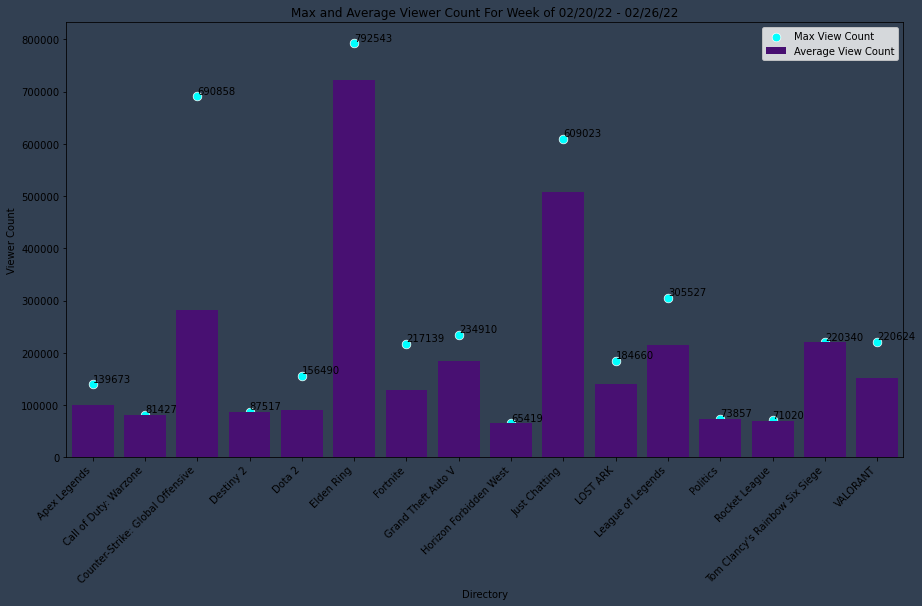 Max and Average Viewer Count For Week of 02/20/22 - 02/26/22
Max View Count
Average View Count
Viewer Count
800000
700000
600000
500000
400000
300000
200000
100000
0
139673
81427
690858
87517
156490
792543
217139
234910
65419
609023
184660
305527
73857
71020
220340
220624
Apex Legends
Call of Duty: Warzone
Counter-Strike: Global Offensive
Destiny 2
Dota 2
Elden Ring
Fortnite
Grand Theft Auto V
Horizon Forbidden West
Just Chatting
LOST ARK
League of Legends
Politics
Rocket League
Tom Clancy's Rainbow Six Siege
VALORANT
Directory